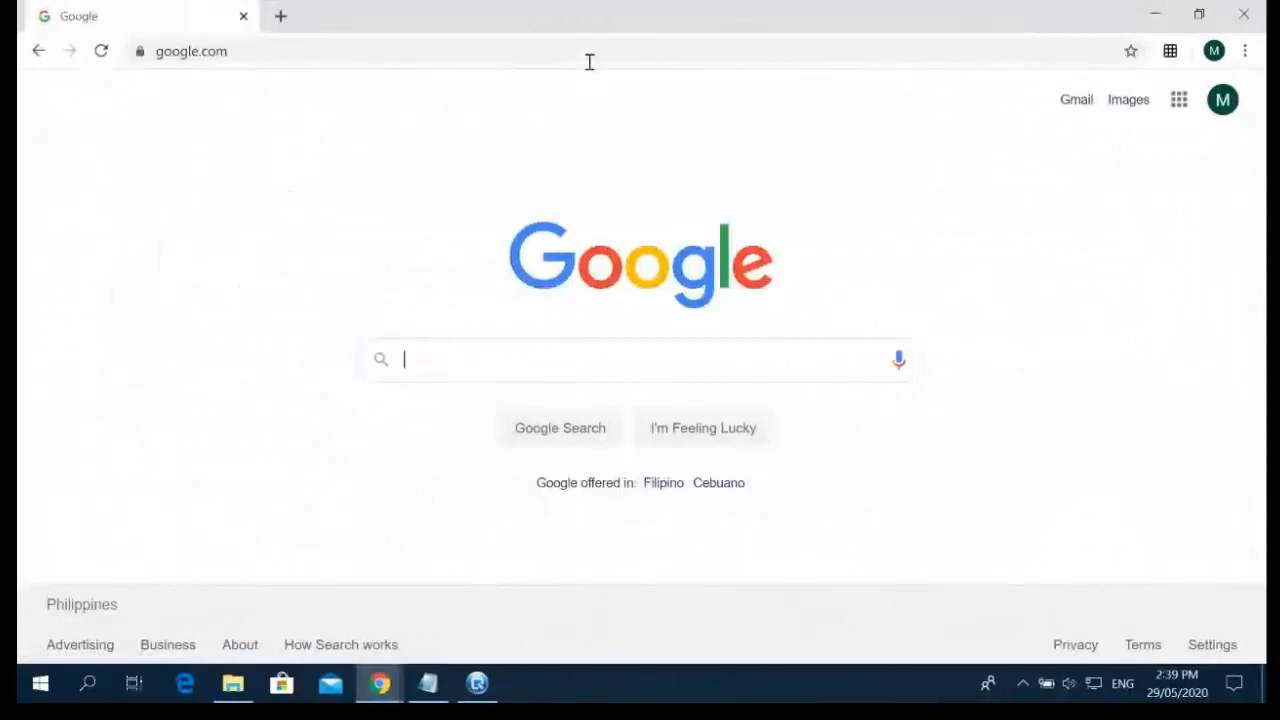 Google
google.com
M
Gmail Images
M
Google
Google Search I'm Feeling Lucky
Google offered in: Filipino Cebuano
Philippines
Advertising Business About How Search works Privacy Terms Settings
ENG
2:39 PM
29/05/2020